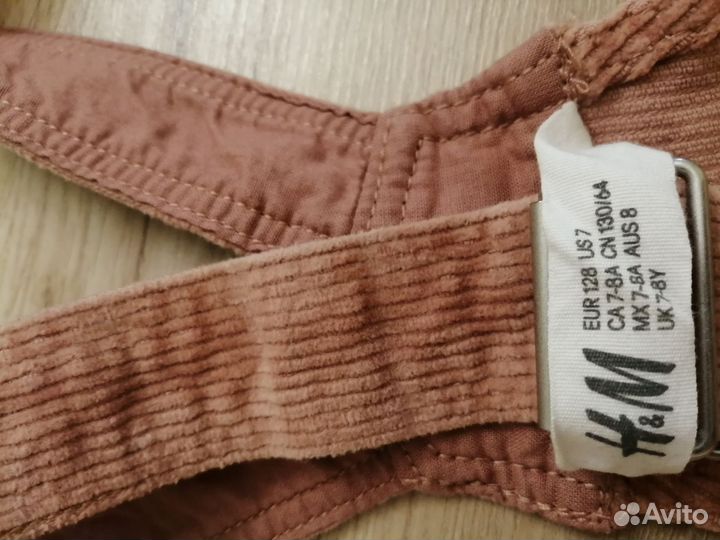 EUR 128 US 7
CA 7-8A CN 130/64
MX 7-8A AUS 8
UK 7-8Y
H&M
Avito